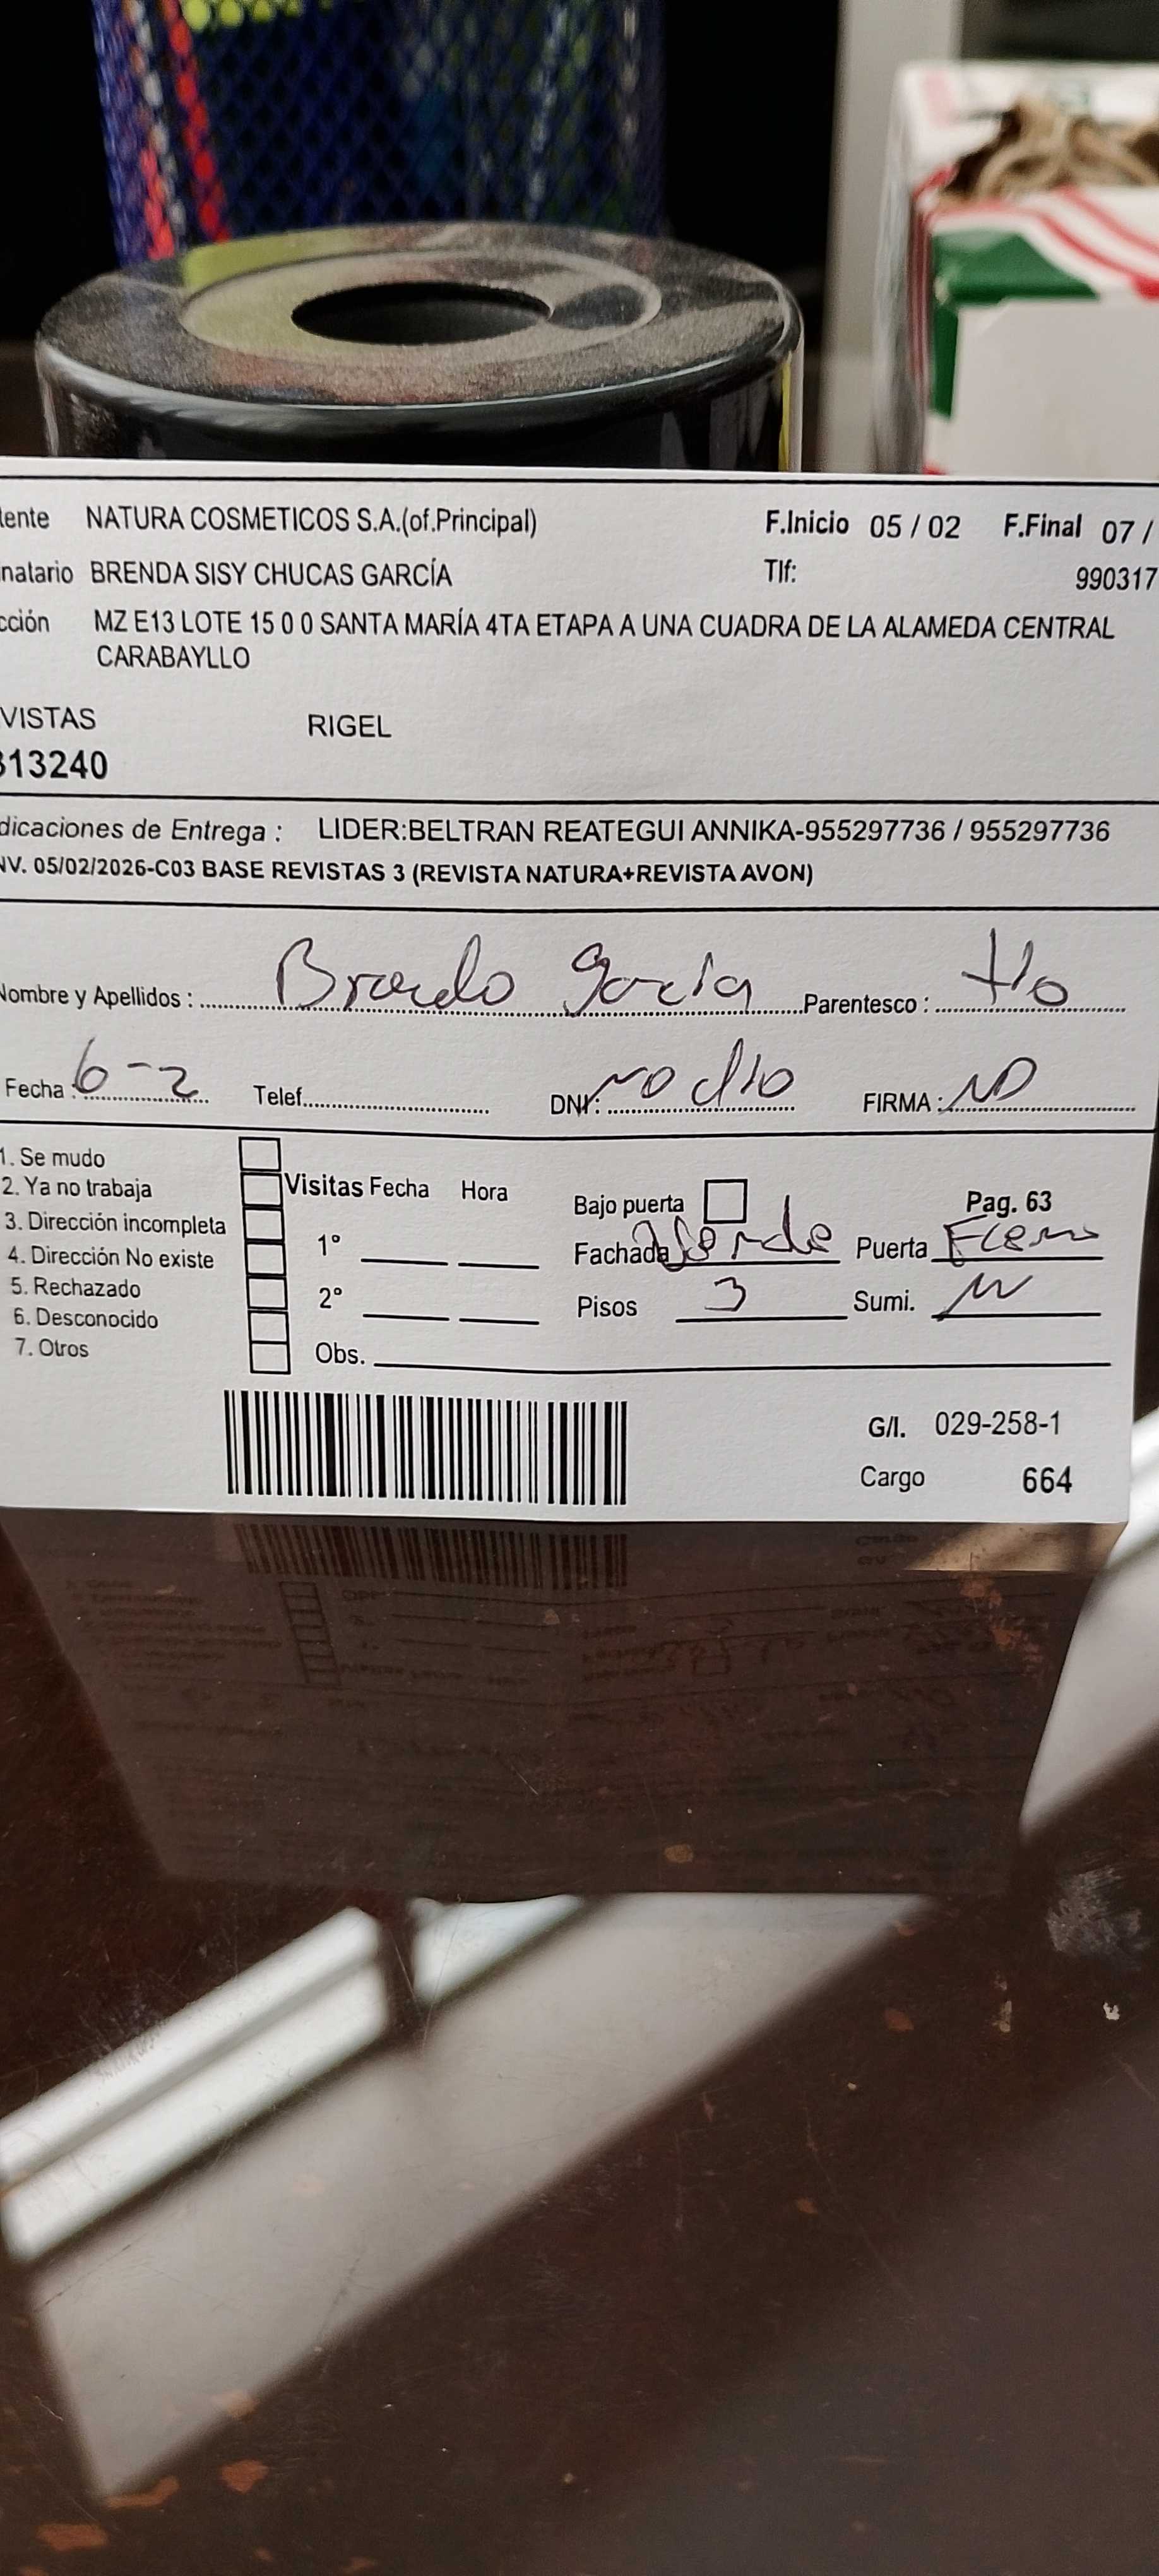 ente NATURA COSMETICOS S.A.(of.Principal) F.Inicio 05 / 02 F.Final 07 /
natario BRENDA SISY CHUCAS GARCÍA Tlf: 990317
cción MZ E13 LOTE 15 0 0 SANTA MARÍA 4TA ETAPA A UNA CUADRA DE LA ALAMEDA CENTRAL
CARABAYLLO
VISTAS RIGEL
313240
dicaciones de Entrega : LIDER:BELTRAN REATEGUI ANNIKA-955297736 / 955297736
NV. 05/02/2026-C03 BASE REVISTAS 3 (REVISTA NATURA+REVISTA AVON)
Nombre y Apellidos : García Parentesco : tío
Fecha : 6-2 Telef. DNI: no dio FIRMA :
1. Se mudo
2. Ya no trabaja Visitas Fecha Hora Bajo puerta Pag. 63
3. Dirección incompleta 1° Fachada Verde Puerta Fierro
4. Dirección No existe
5. Rechazado 2° Pisos 3 Sumi.
6. Desconocido
7. Otros Obs.
G/I. 029-258-1
Cargo 664